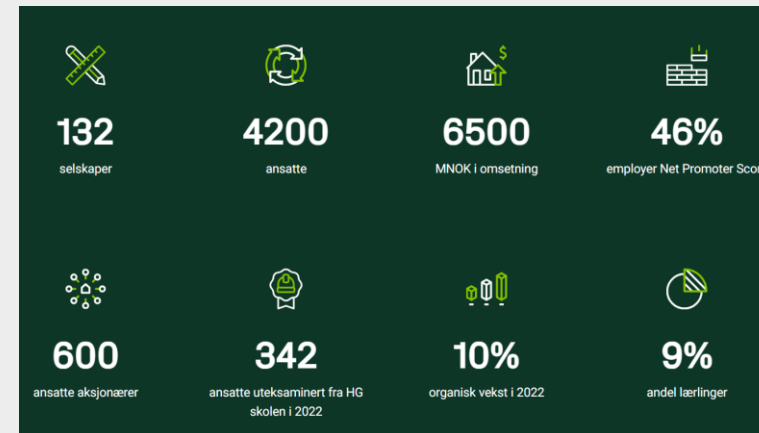 132
selskaper
4200
ansatte
6500
MNOK i omsetning
46%
employer Net Promoter Scor
600
ansatte aksjonærer
342
ansatte uteksaminert fra HG
skolen i 2022
10%
organisk vekst i 2022
9%
andel lærlinger